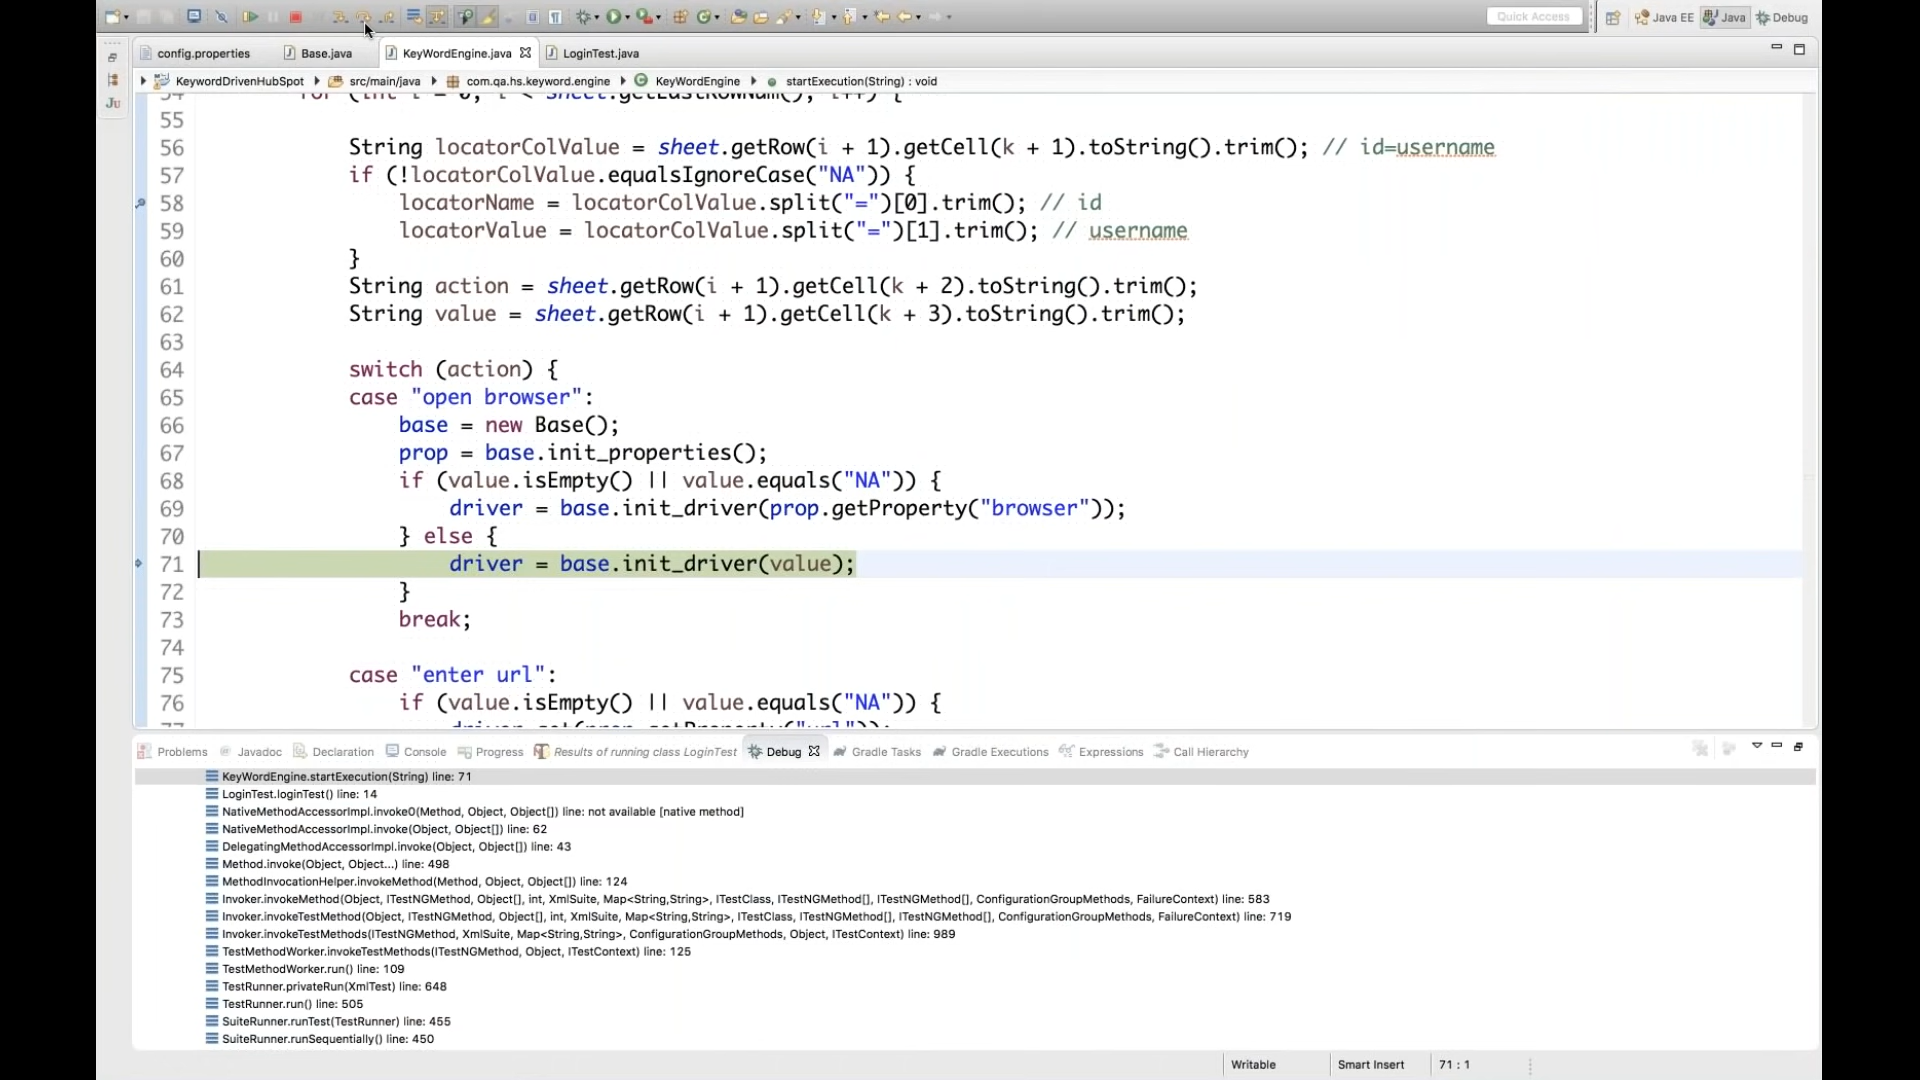 Quick Access
Java EE
Java
Debug
config.properties
Base.java
KeyWordEngine.java
LoginTest.java
KeywordDrivenHubSpot
src/main/java
com.qa.hs.keyword.engine
KeyWordEngine
startExecution(String) : void
Ju
54 for (int i = 0; i < sheet.getLastRowNum(); i++) {
55
56 String locatorColValue = sheet.getRow(i + 1).getCell(k + 1).toString().trim(); // id=username
57 if (!locatorColValue.equalsIgnoreCase("NA")) {
58 locatorName = locatorColValue.split("=")[0].trim(); // id
59 locatorValue = locatorColValue.split("=")[1].trim(); // username
60 }
61 String action = sheet.getRow(i + 1).getCell(k + 2).toString().trim();
62 String value = sheet.getRow(i + 1).getCell(k + 3).toString().trim();
63
64 switch (action) {
65 case "open browser":
66 base = new Base();
67 prop = base.init_properties();
68 if (value.isEmpty() || value.equals("NA")) {
69 driver = base.init_driver(prop.getProperty("browser"));
70 } else {
71 driver = base.init_driver(value);
72 }
73 break;
74
75 case "enter url":
76 if (value.isEmpty() || value.equals("NA")) {
77 driver.get(prop.getProperty("url"));
Problems
Javadoc
Declaration
Console
Progress
Results of running class LoginTest
Debug
Gradle Tasks
Gradle Executions
Expressions
Call Hierarchy
KeyWordEngine.startExecution(String) line: 71
LoginTest.loginTest() line: 14
NativeMethodAccessorImpl.invoke0(Method, Object, Object[]) line: not available [native method]
NativeMethodAccessorImpl.invoke(Object, Object[]) line: 62
DelegatingMethodAccessorImpl.invoke(Object, Object[]) line: 43
Method.invoke(Object, Object...) line: 498
MethodInvocationHelper.invokeMethod(Method, Object, Object[]) line: 124
Invoker.invokeMethod(Object, ITestNGMethod, Object[], int, XmlSuite, Map<String,String>, ITestClass, ITestNGMethod[], ITestNGMethod[], ConfigurationGroupMethods, FailureContext) line: 583
Invoker.invokeTestMethod(Object, ITestNGMethod, Object[], int, XmlSuite, Map<String,String>, ITestClass, ITestNGMethod[], ITestNGMethod[], ConfigurationGroupMethods, FailureContext) line: 719
Invoker.invokeTestMethods(ITestNGMethod, XmlSuite, Map<String,String>, ConfigurationGroupMethods, Object, ITestContext) line: 989
TestMethodWorker.invokeTestMethods(ITestNGMethod, Object, ITestContext) line: 125
TestMethodWorker.run() line: 109
TestRunner.privateRun(XmlTest) line: 648
TestRunner.run() line: 505
SuiteRunner.runTest(TestRunner) line: 455
SuiteRunner.runSequentially() line: 450
Writable
Smart Insert
71 : 1